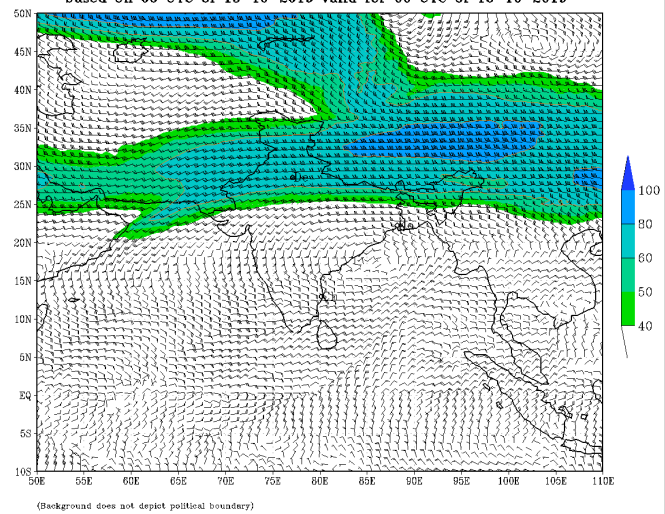 50N
45N
40N
35N
30N
25N
20N
15N
10N
5N
EQ
5S
10S
50E 55E 60E 65E 70E 75E 80E 85E 90E 95E 100E 105E 110E
100
80
60
50
40
(Background does not depict political boundary)